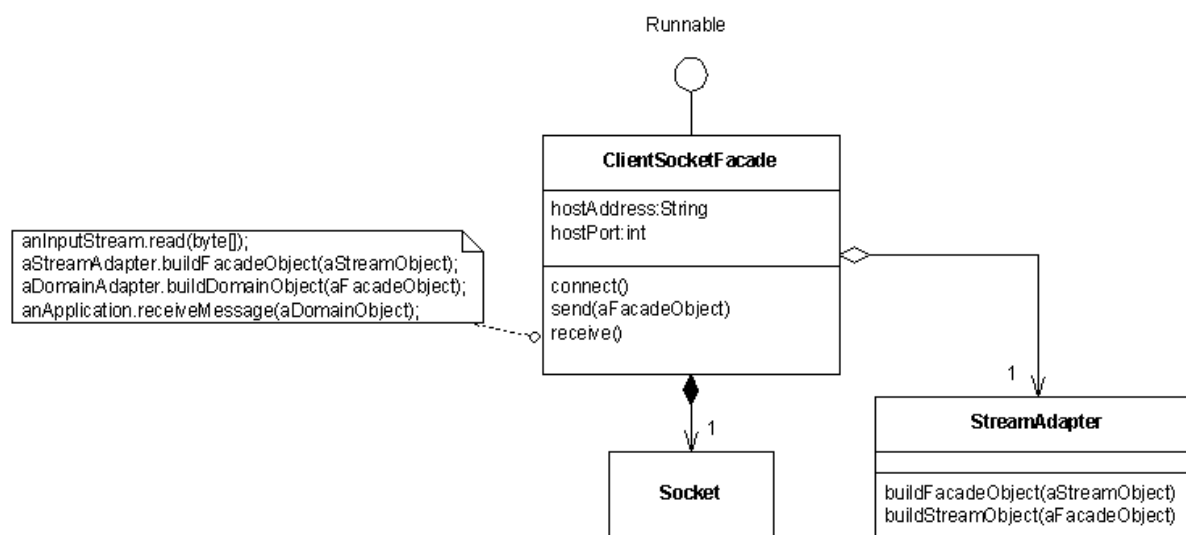 Runnable
ClientSocketFacade
hostAddress:String
hostPort:int
anInputStream.read(byte[]);
aStreamAdapter.buildFacadeObject(aStreamObject);
aDomainAdapter.buildDomainObject(aFacadeObject);
anApplication.receiveMessage(aDomainObject);
connect()
send(aFacadeObject)
receive()
1
1
StreamAdapter
Socket
buildFacadeObject(aStreamObject)
buildStreamObject(aFacadeObject)